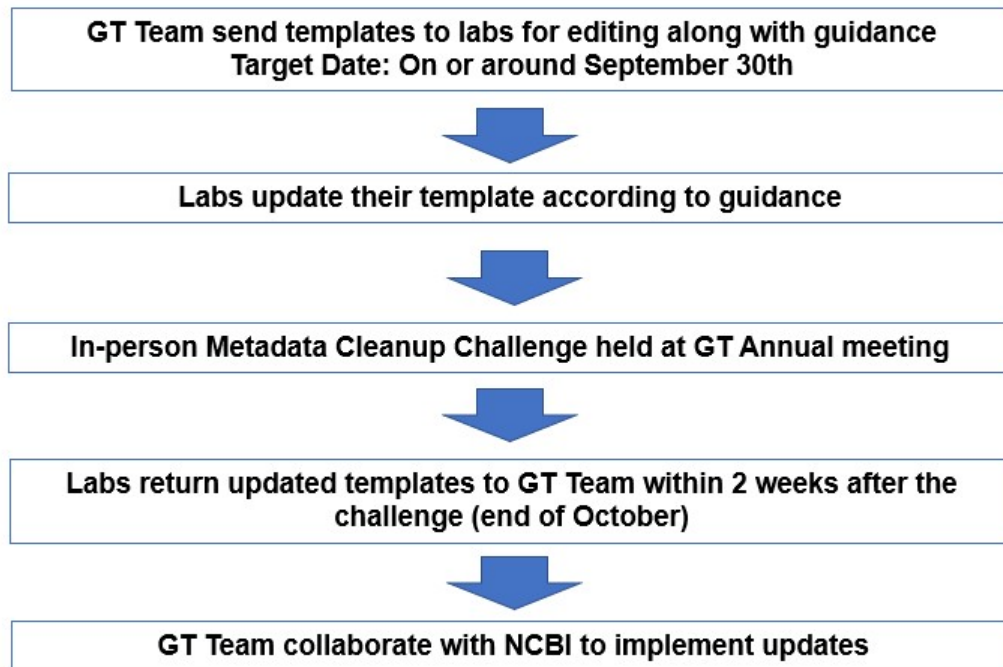 GT Team send templates to labs for editing along with guidance
Target Date: On or around September 30th
Labs update their template according to guidance
In-person Metadata Cleanup Challenge held at GT Annual meeting
Labs return updated templates to GT Team within 2 weeks after the
challenge (end of October)
GT Team collaborate with NCBI to implement updates